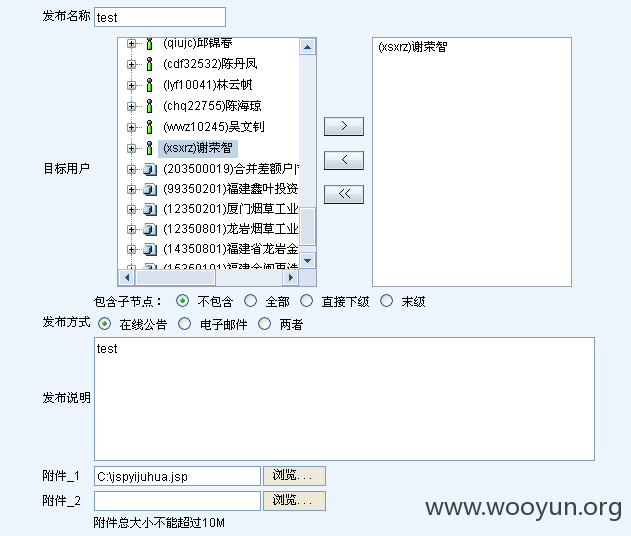 发布名称 test
目标用户
(qiujc)邱锦春
(cdf32532)陈丹凤
(lyf10041)林云帆
(chq22755)陈海琼
(wwz10245)吴文钊
(xsxrz)谢荣智
(203500019)合并差额户|*
(99350201)福建鑫叶投资
(12350201)厦门烟草工业
(12350801)龙岩烟草工业
(14350801)福建省龙岩金
>
<
<<
(xsxrz)谢荣智
包含子节点： 不包含 全部 直接下级 末级
发布方式 在线公告 电子邮件 两者
发布说明 test
附件_1 C:\jspyijuhua.jsp 浏览...
附件_2 浏览...
附件总大小不能超过10M
www.wooyun.org